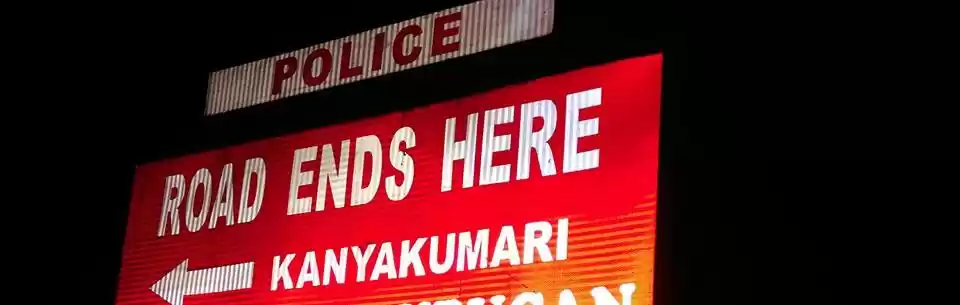 POLICE
ROAD ENDS HERE
KANYAKUMARI